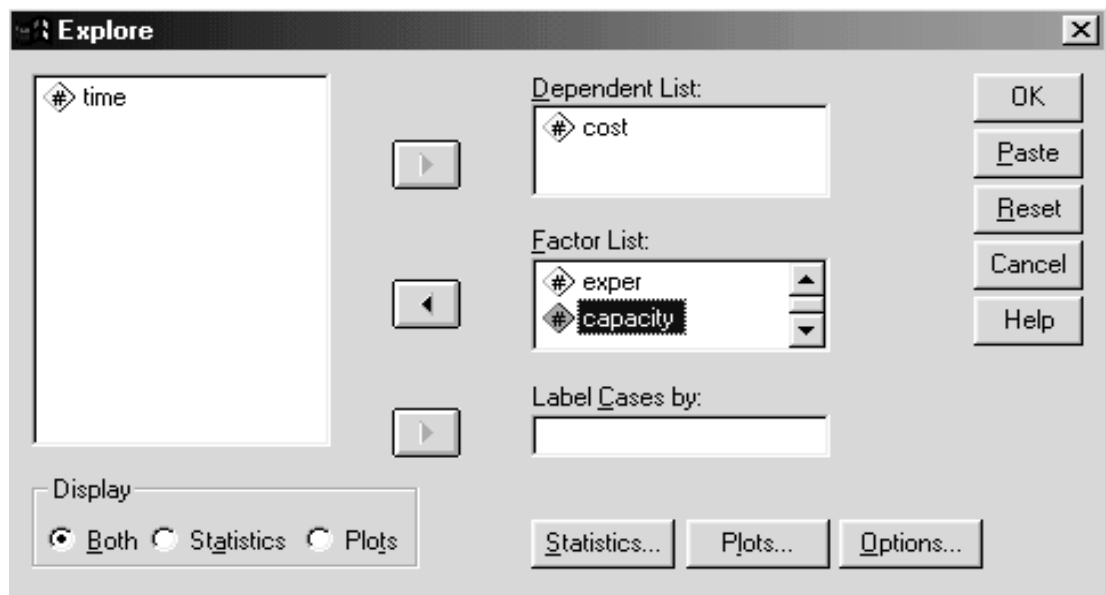 Explore
time
Dependent List:
cost
Factor List:
exper
capacity
Label Cases by:
Display
Both Statistics Plots
Statistics... Plots... Options...
OK
Paste
Reset
Cancel
Help